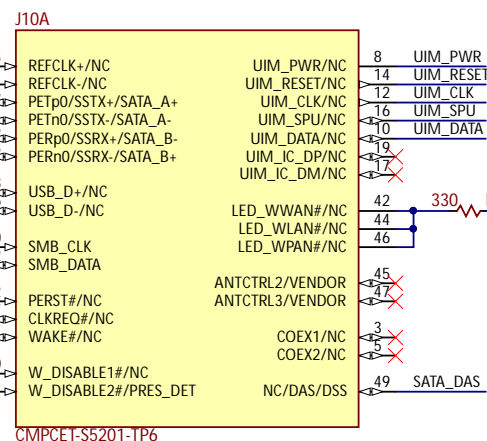 J10A
REFCLK+/NC
REFCLK-/NC
PETp0/SSTX+/SATA_A+
PETn0/SSTX-/SATA_A-
PERp0/SSRX+/SATA_B-
PERn0/SSRX-/SATA_B+
USB_D+/NC
USB_D-/NC
SMB_CLK
SMB_DATA
PERST#/NC
CLKREQ#/NC
WAKE#/NC
W_DISABLE1#/NC
W_DISABLE2#/PRES_DET
UIM_PWR/NC 8 UIM_PWR
UIM_RESET/NC 14 UIM_RESET
UIM_CLK/NC 12 UIM_CLK
UIM_SPU/NC 16 UIM_SPU
UIM_DATA/NC 10 UIM_DATA
UIM_IC_DP/NC 19
UIM_IC_DM/NC 17
LED_WWAN#/NC 42 330
LED_WLAN#/NC 44
LED_WPAN#/NC 46
ANTCTRL2/VENDOR 45
ANTCTRL3/VENDOR 47
COEX1/NC 3
COEX2/NC 5
NC/DAS/DSS 49 SATA_DAS
CMPCET-S5201-TP6